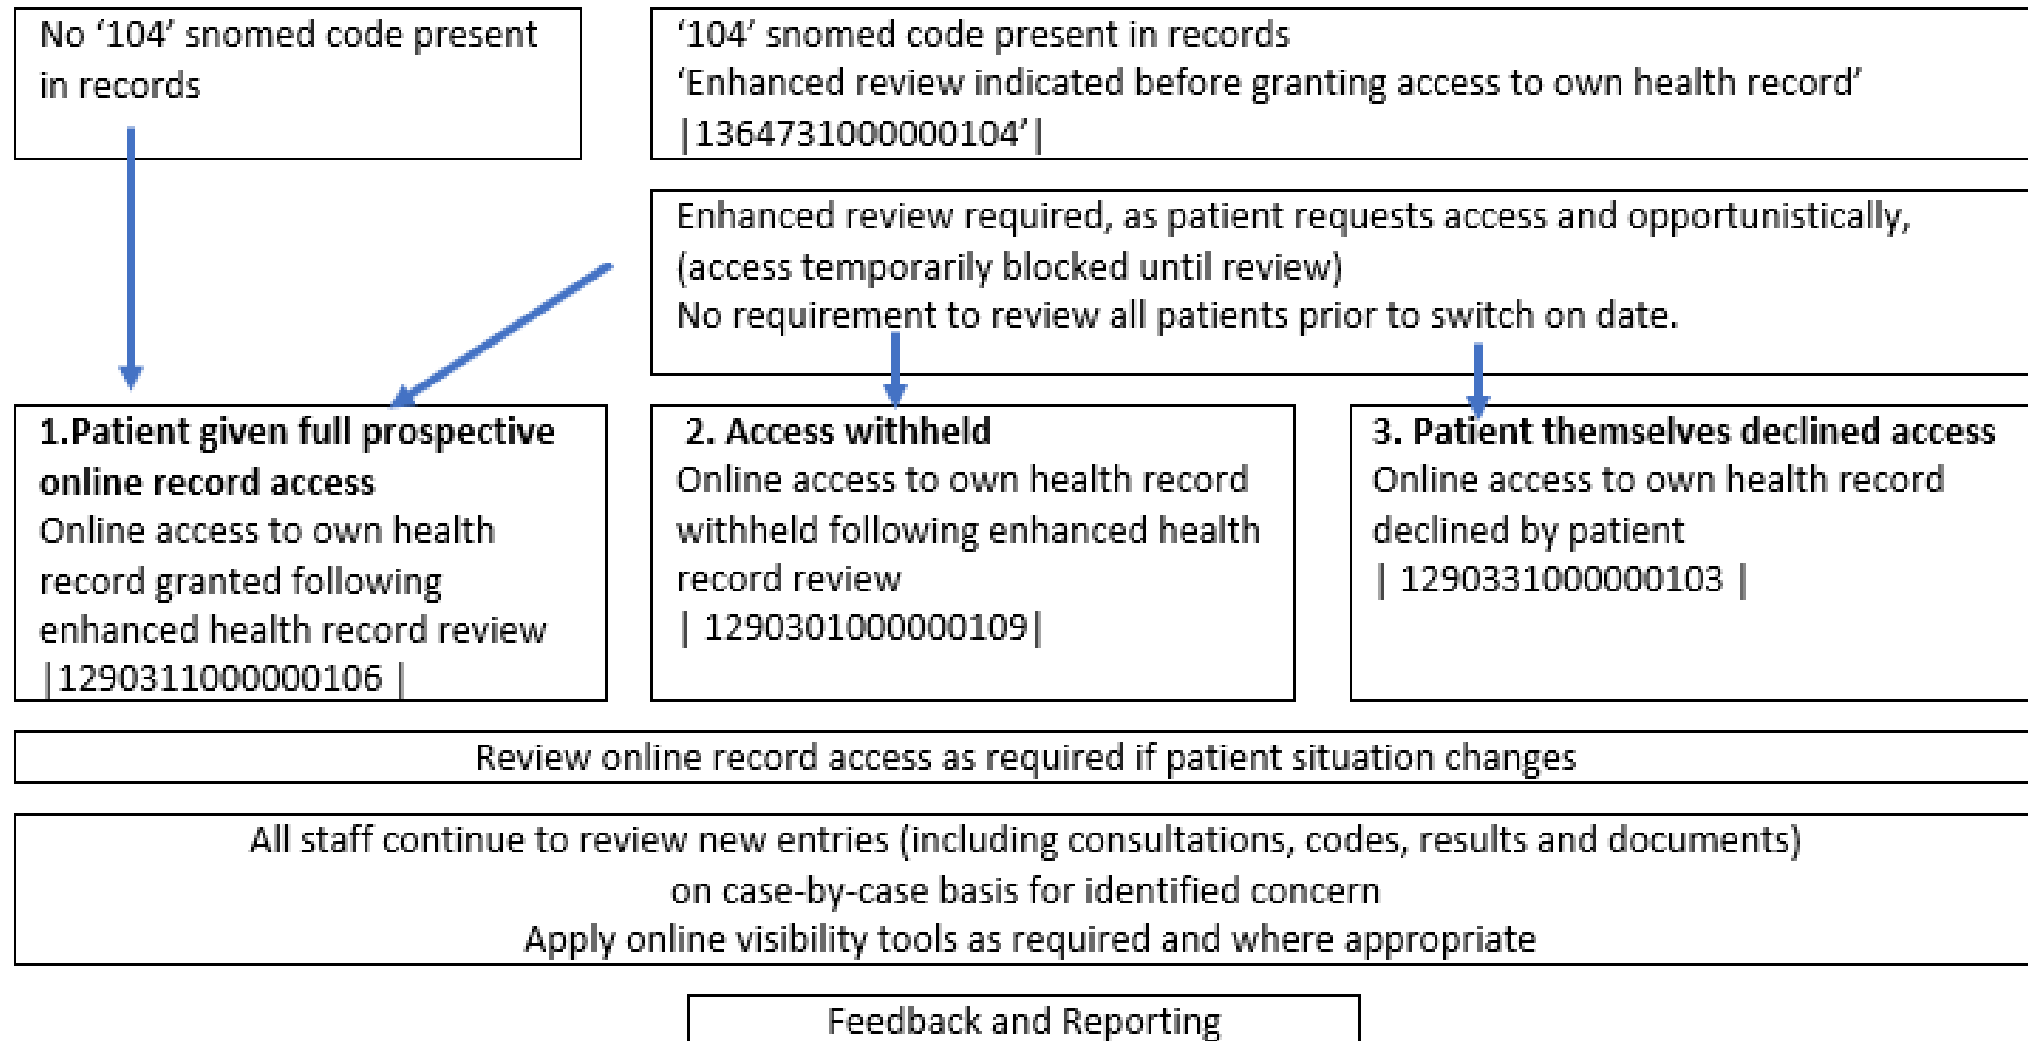 No ‘104’ snomed code present
in records
‘104’ snomed code present in records
‘Enhanced review indicated before granting access to own health record’
|1364731000000104’|
Enhanced review required, as patient requests access and opportunistically,
(access temporarily blocked until review)
No requirement to review all patients prior to switch on date.
1.Patient given full prospective
online record access
Online access to own health
record granted following
enhanced health record review
|1290311000000106 |
2. Access withheld
Online access to own health record
withheld following enhanced health
record review
| 1290301000000109|
3. Patient themselves declined access
Online access to own health record
declined by patient
| 1290331000000103 |
Review online record access as required if patient situation changes
All staff continue to review new entries (including consultations, codes, results and documents)
on case-by-case basis for identified concern
Apply online visibility tools as required and where appropriate
Feedback and Reporting